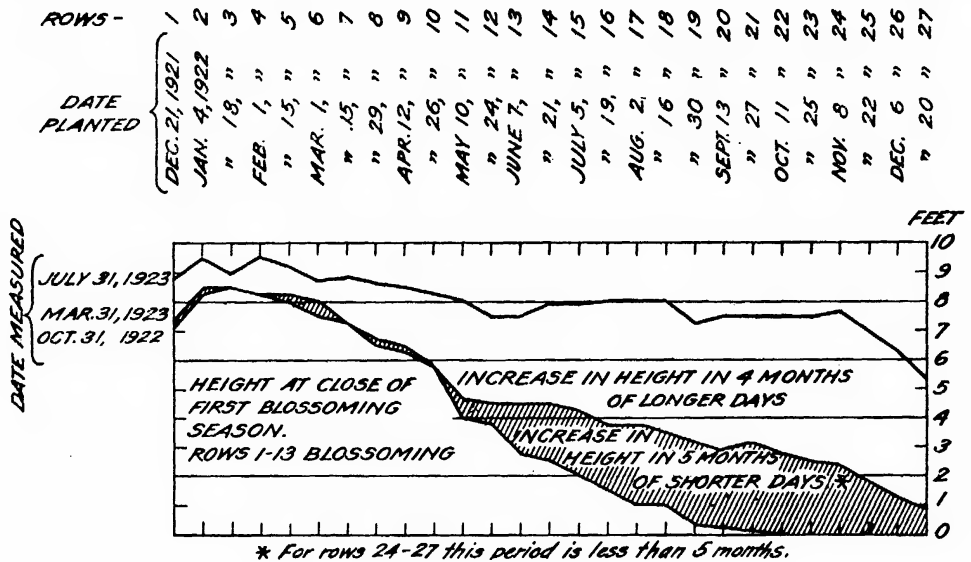 ROWS - 1 2 3 4 5 6 7 8 9 10 11 12 13 14 15 16 17 18 19 20 21 22 23 24 25 26 27
DATE
PLANTED
DEC. 21, 1921
JAN. 4, 1922
" 18, "
FEB. 1, "
" 15, "
MAR. 1, "
" 15, "
" 29, "
APR. 12, "
" 26, "
MAY 10, "
" 24, "
JUNE 7, "
" 21, "
JULY 5, "
" 19, "
AUG. 2, "
" 16 "
" 30 "
SEPT. 13 "
" 27 "
OCT. 11 "
" 25 "
NOV. 8 "
" 22 "
DEC. 6 "
" 20 "
DATE MEASURED
JULY 31, 1923
MAR. 31, 1923
OCT. 31, 1922
FEET
10
9
8
7
6
5
4
3
2
1
0
HEIGHT AT CLOSE OF
FIRST BLOSSOMING
SEASON.
ROWS 1-13 BLOSSOMING
INCREASE IN HEIGHT IN 4 MONTHS
OF LONGER DAYS
INCREASE IN
HEIGHT IN 5 MONTHS
OF SHORTER DAYS, *
* For rows 24-27 this period is less than 5 months.